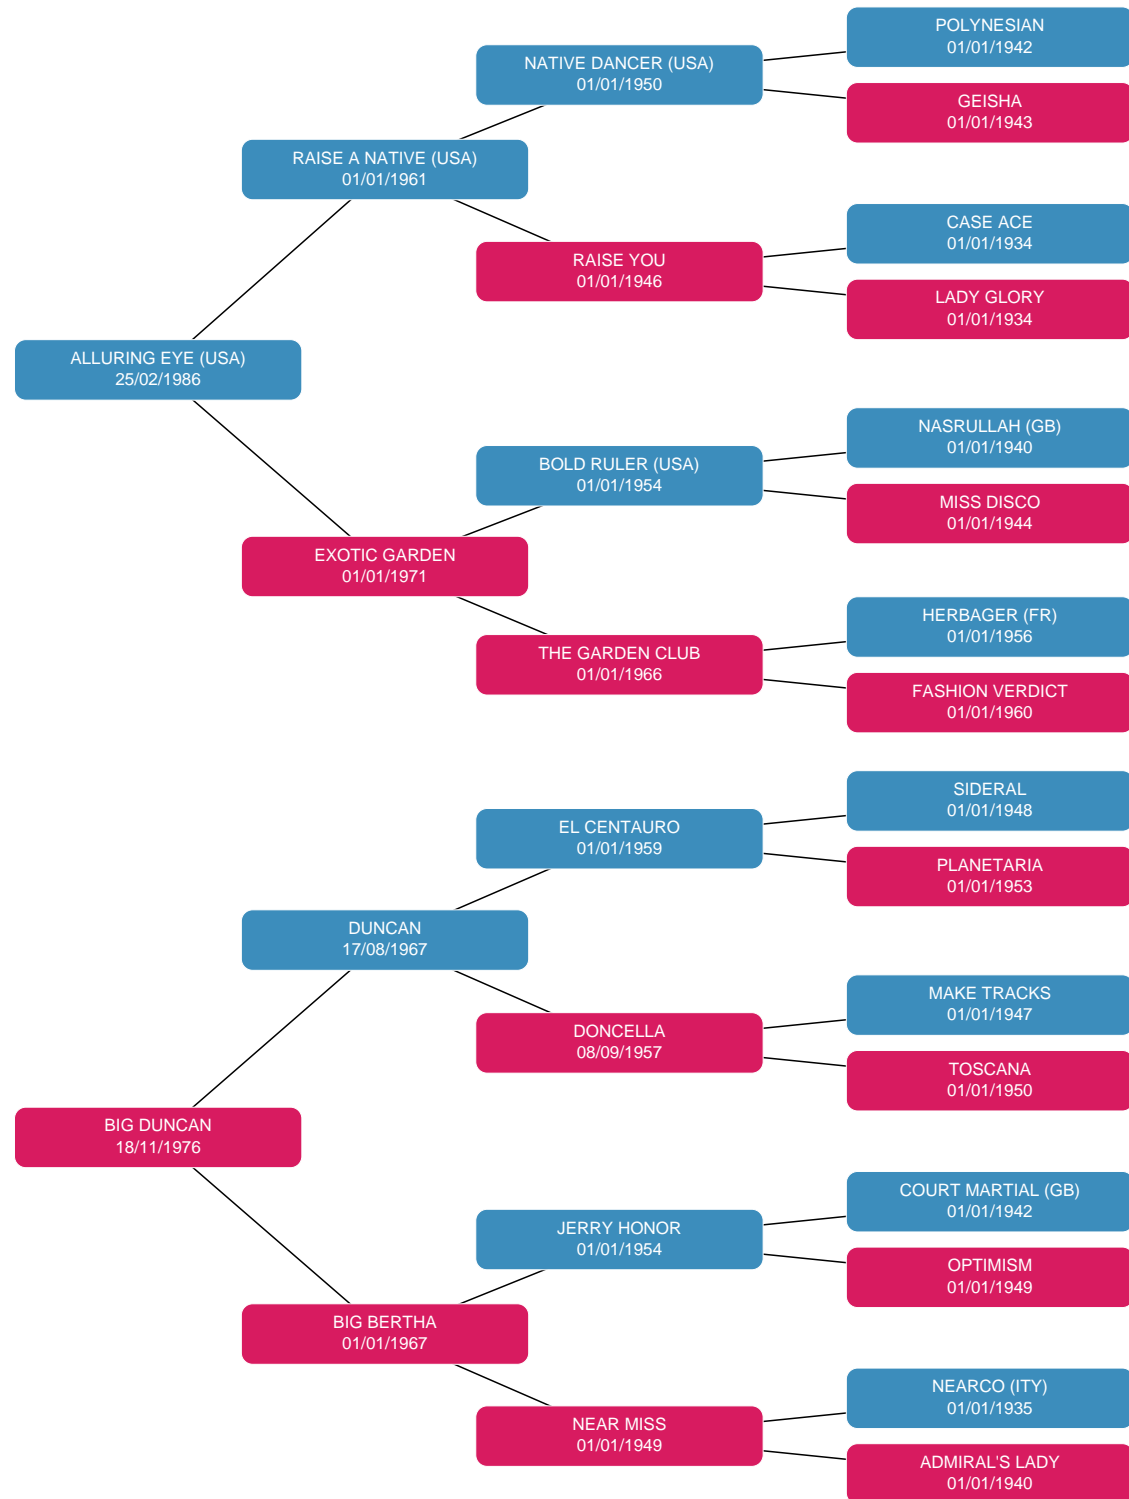 POLYNESIAN
01/01/1942
NATIVE DANCER (USA)
01/01/1950
GEISHA
01/01/1943
RAISE A NATIVE (USA)
01/01/1961
CASE ACE
01/01/1934
RAISE YOU
01/01/1946
LADY GLORY
01/01/1934
ALLURING EYE (USA)
25/02/1986
NASRULLAH (GB)
01/01/1940
BOLD RULER (USA)
01/01/1954
MISS DISCO
01/01/1944
EXOTIC GARDEN
01/01/1971
HERBAGER (FR)
01/01/1956
THE GARDEN CLUB
01/01/1966
FASHION VERDICT
01/01/1960
SIDERAL
01/01/1948
EL CENTAURO
01/01/1959
PLANETARIA
01/01/1953
DUNCAN
17/08/1967
MAKE TRACKS
01/01/1947
DONCELLA
08/09/1957
TOSCANA
01/01/1950
BIG DUNCAN
18/11/1976
COURT MARTIAL (GB)
01/01/1942
JERRY HONOR
01/01/1954
OPTIMISM
01/01/1949
BIG BERTHA
01/01/1967
NEARCO (ITY)
01/01/1935
NEAR MISS
01/01/1949
ADMIRAL'S LADY
01/01/1940